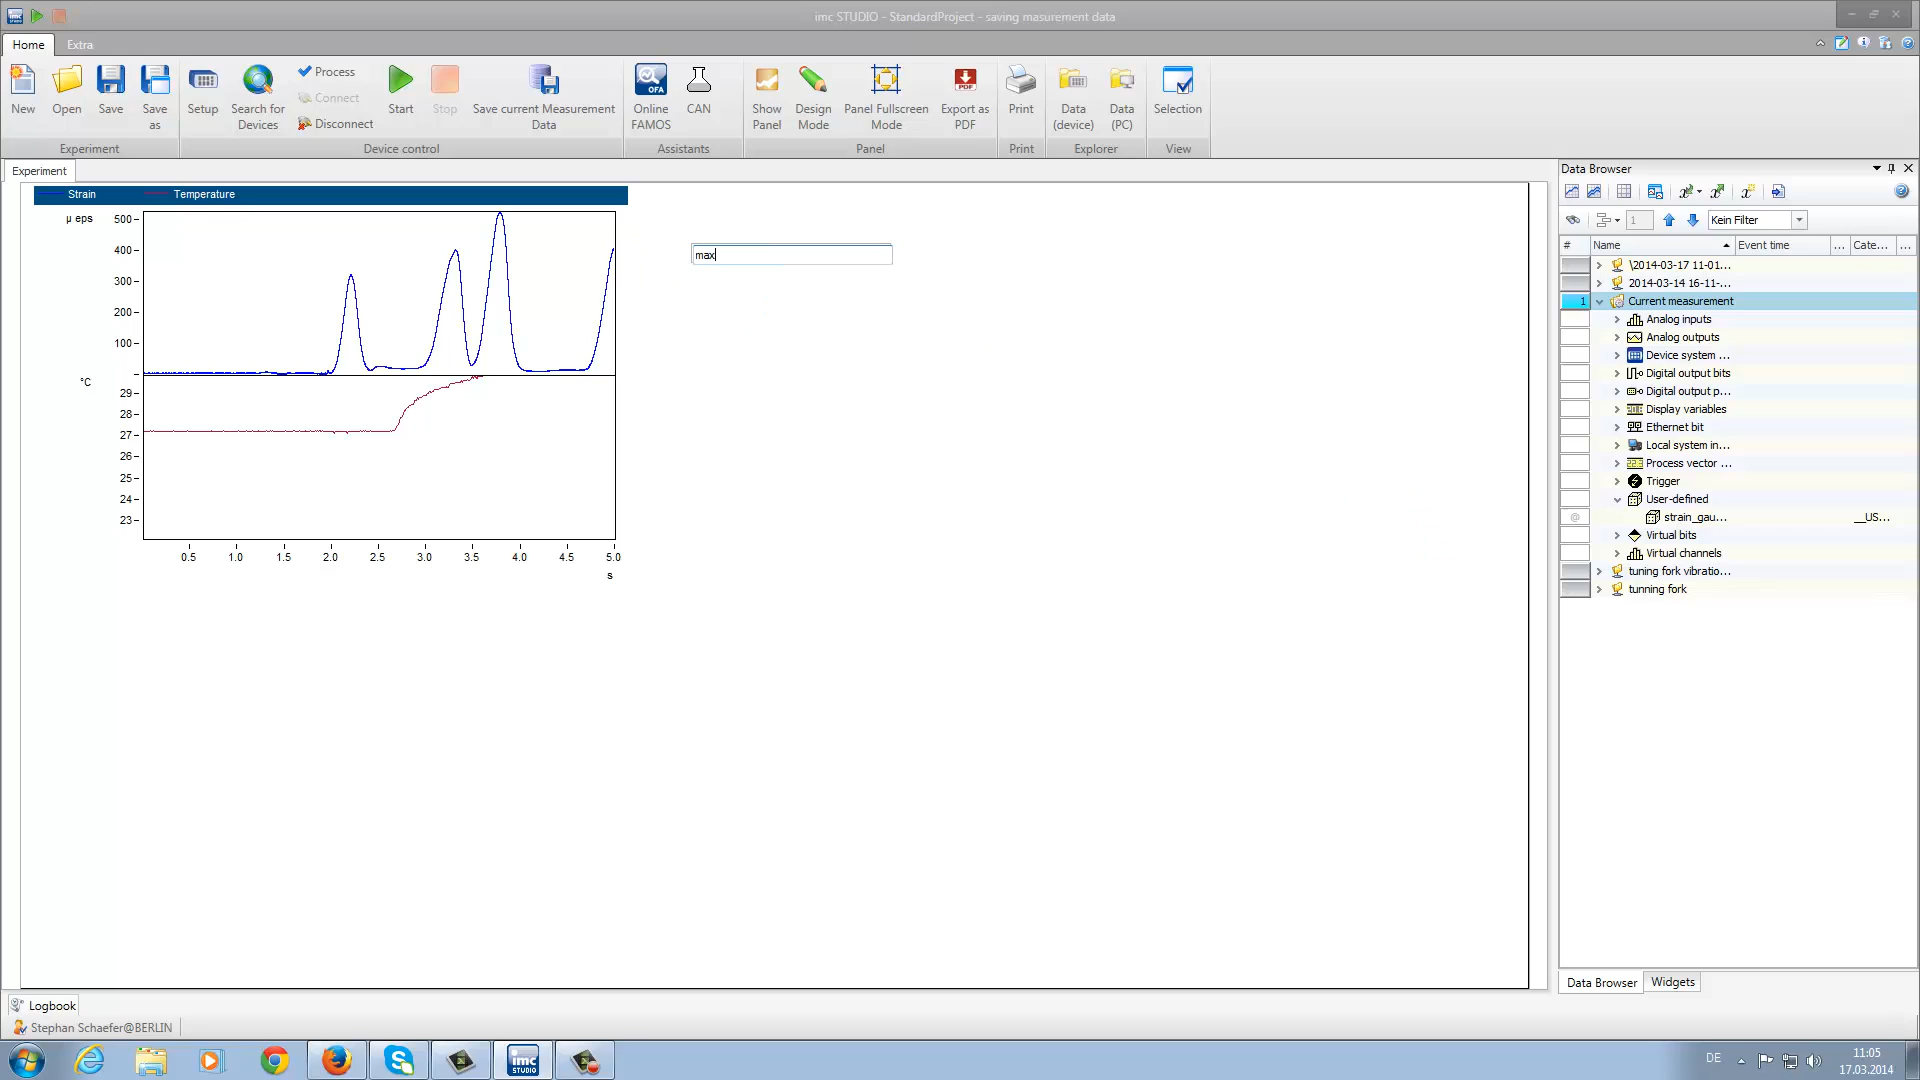 imc STUDIO - StandardProject - saving masurement data
Home
Extra
New
Open
Save
Save as
Setup
Search for Devices
Process
Connect
Disconnect
Start
Stop
Save current Measurement Data
Online FAMOS
CAN
Show Panel
Design Mode
Panel Fullscreen Mode
Export as PDF
Print
Data (device)
Data (PC)
Selection
Experiment
Device control
Assistants
Panel
Print
Explorer
View
Experiment
Strain
Temperature
µ eps
500
400
300
200
100
°C
29
28
27
26
25
24
23
0.5 1.0 1.5 2.0 2.5 3.0 3.5 4.0 4.5 5.0
s
max
Data Browser
1
Kein Filter
# Name Event time ... Cate... ...
\2014-03-17 11-01...
2014-03-14 16-11-...
1 Current measurement
Analog inputs
Analog outputs
Device system ...
Digital output bits
Digital output p...
Display variables
Ethernet bit
Local system in...
Process vector ...
Trigger
User-defined
@ strain_gau... __US...
Virtual bits
Virtual channels
tuning fork vibratio...
tunning fork
Data Browser
Widgets
Logbook
Stephan Schaefer@BERLIN
imc STUDIO
DE
11:05
17.03.2014